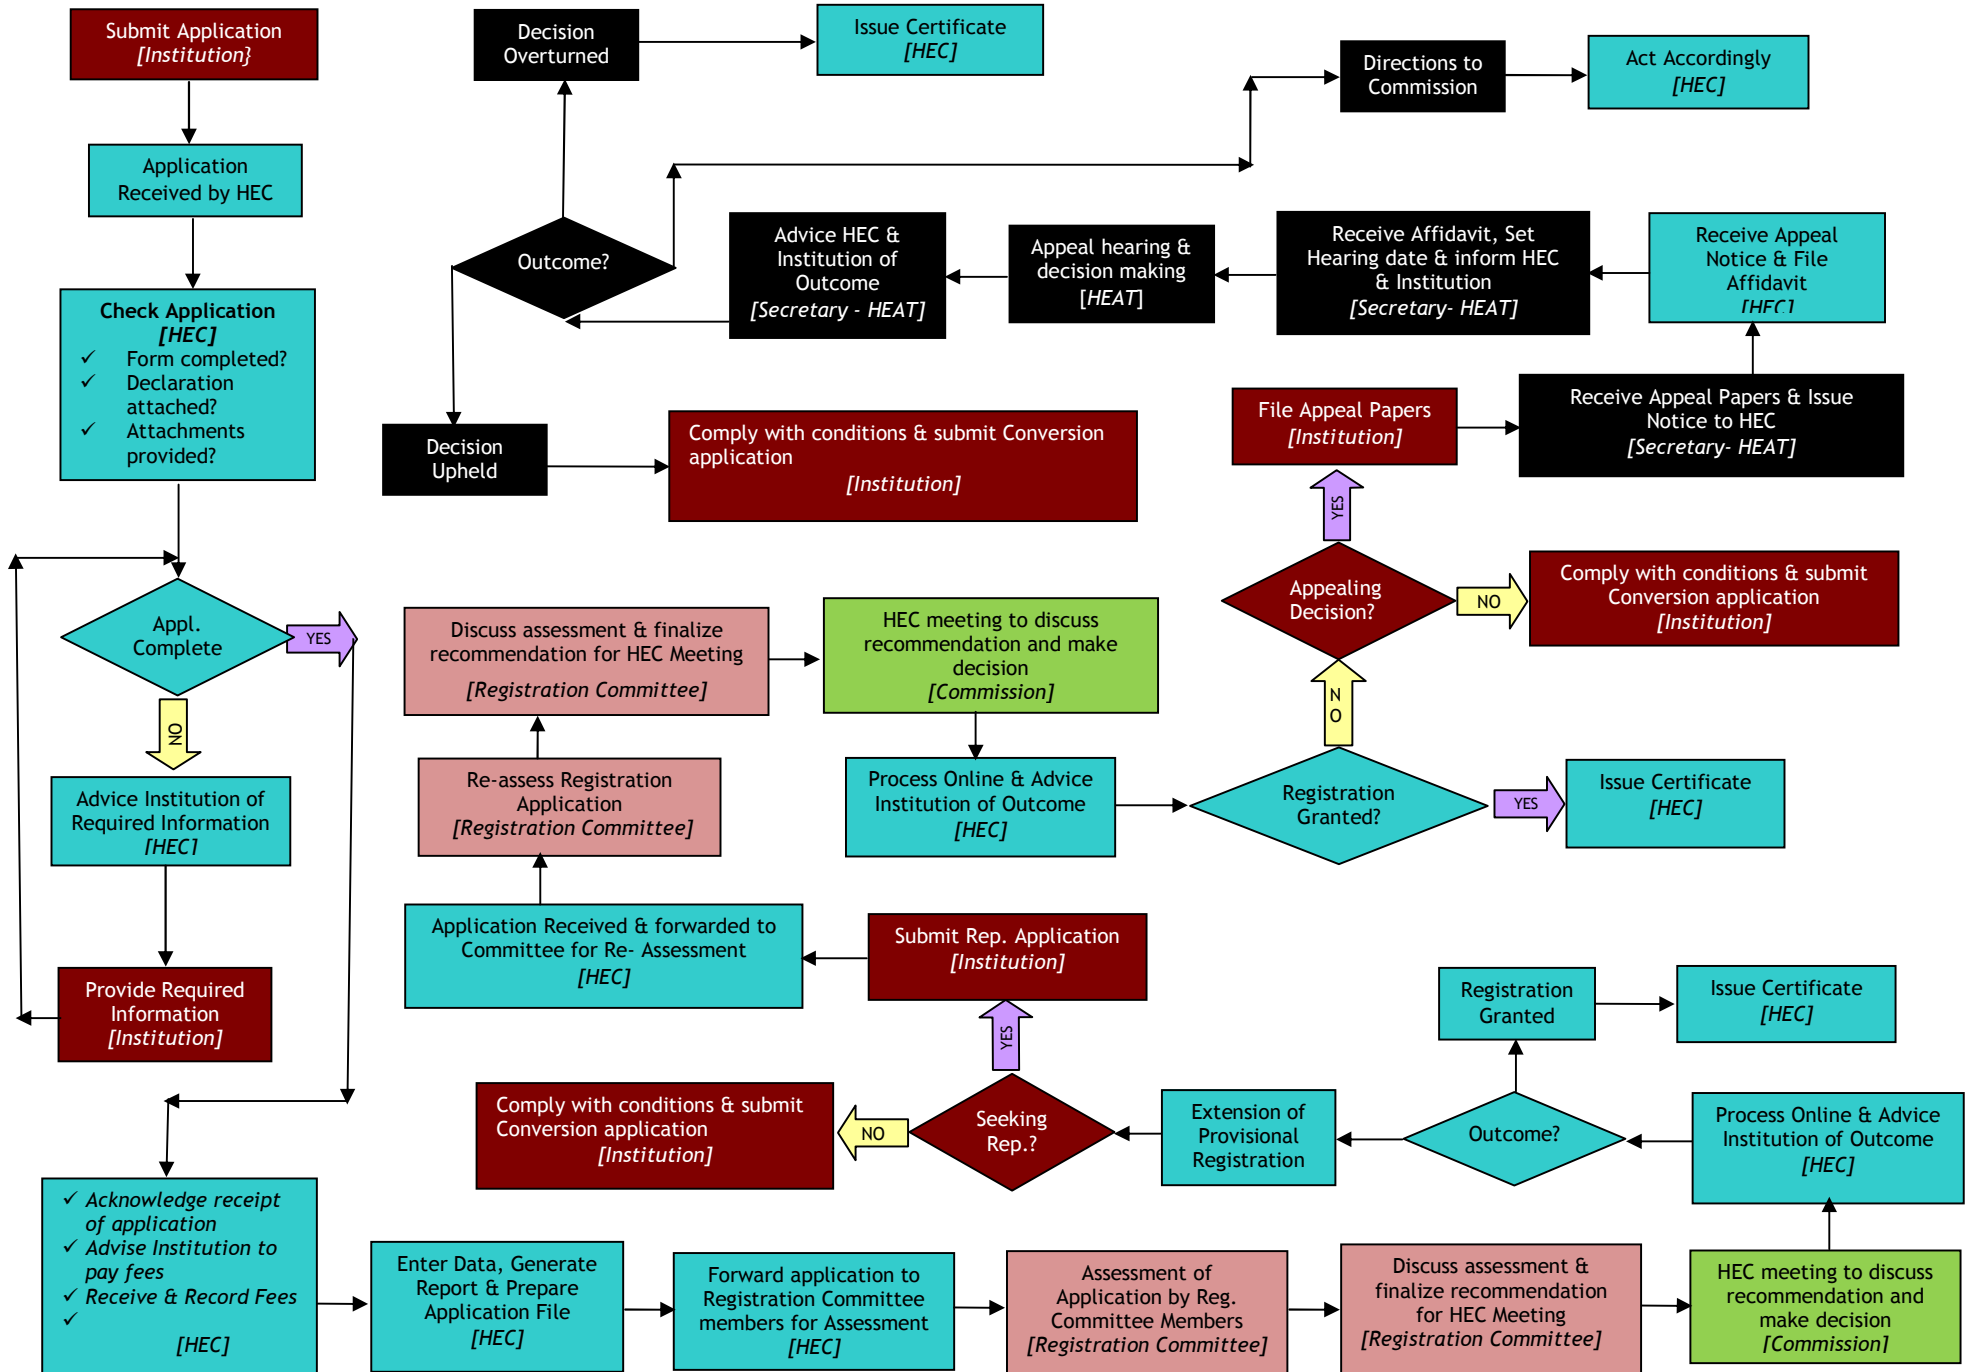 Submit Application
[Institution}
Application
Received by HEC
Check Application
[HEC]
✓ Form completed?
✓ Declaration
attached?
✓ Attachments
provided?
Appl.
Complete
YES
NO
Advice Institution of
Required Information
[HEC]
Provide Required
Information
[Institution]
✓ Acknowledge receipt
of application
✓ Advise Institution to
pay fees
✓ Receive & Record Fees
✓
[HEC]
Enter Data, Generate
Report & Prepare
Application File
[HEC]
Forward application to
Registration Committee
members for Assessment
[HEC]
Assessment of
Application by Reg.
Committee Members
[Registration Committee]
Discuss assessment &
finalize recommendation
for HEC Meeting
[Registration Committee]
HEC meeting to discuss
recommendation and
make decision
[Commission]
Process Online & Advice
Institution of Outcome
[HEC]
Outcome?
Registration
Granted
Issue Certificate
[HEC]
Extension of
Provisional
Registration
Seeking
Rep.?
NO
Comply with conditions & submit
Conversion application
[Institution]
YES
Submit Rep. Application
[Institution]
Application Received & forwarded to
Committee for Re- Assessment
[HEC]
Re-assess Registration
Application
[Registration Committee]
Discuss assessment & finalize
recommendation for HEC Meeting
[Registration Committee]
HEC meeting to discuss
recommendation and make
decision
[Commission]
Process Online & Advice
Institution of Outcome
[HEC]
Registration
Granted?
YES
Issue Certificate
[HEC]
N
O
Appealing
Decision?
NO
Comply with conditions & submit
Conversion application
[Institution]
YES
File Appeal Papers
[Institution]
Receive Appeal Papers & Issue
Notice to HEC
[Secretary- HEAT]
Receive Appeal
Notice & File
Affidavit
[HEC]
Receive Affidavit, Set
Hearing date & inform HEC
& Institution
[Secretary- HEAT]
Appeal hearing &
decision making
[HEAT]
Advice HEC &
Institution of
Outcome
[Secretary - HEAT]
Outcome?
Decision
Overturned
Issue Certificate
[HEC]
Directions to
Commission
Act Accordingly
[HEC]
Decision
Upheld
Comply with conditions & submit Conversion
application
[Institution]